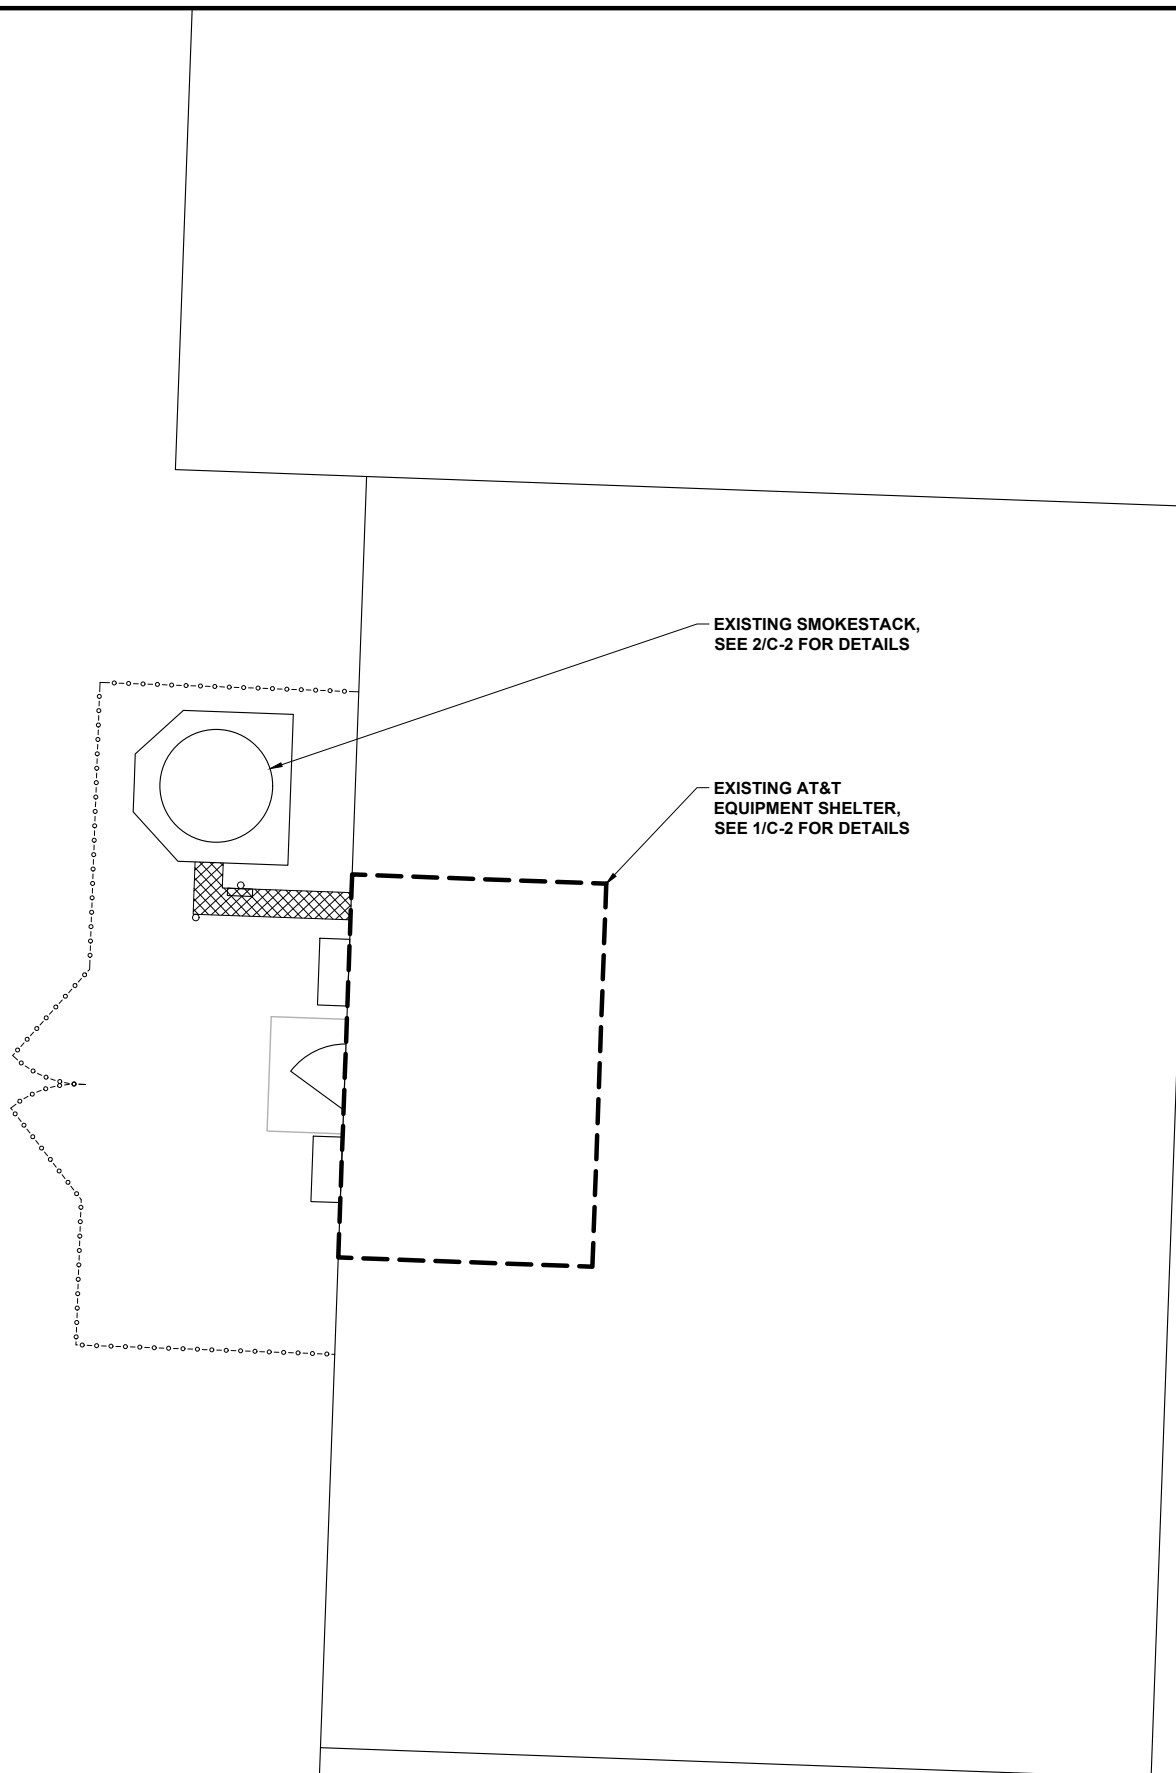 EXISTING SMOKESTACK,
SEE 2/C-2 FOR DETAILS
EXISTING AT&T
EQUIPMENT SHELTER,
SEE 1/C-2 FOR DETAILS